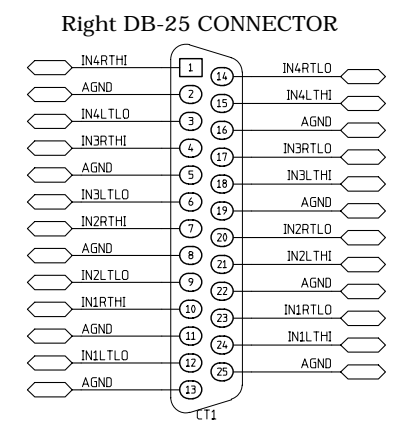 Right DB-25 CONNECTOR
IN4RTHI 1
14 IN4RTLO
AGND 2
15 IN4LTHI
IN4LTLO 3
16 AGND
IN3RTHI 4
17 IN3RTLO
AGND 5
18 IN3LTHI
IN3LTLO 6
19 AGND
IN2RTHI 7
20 IN2RTLO
AGND 8
21 IN2LTHI
IN2LTLO 9
22 AGND
IN1RTHI 10
23 IN1RTLO
AGND 11
24 IN1LTHI
IN1LTLO 12
25 AGND
AGND 13
CT1